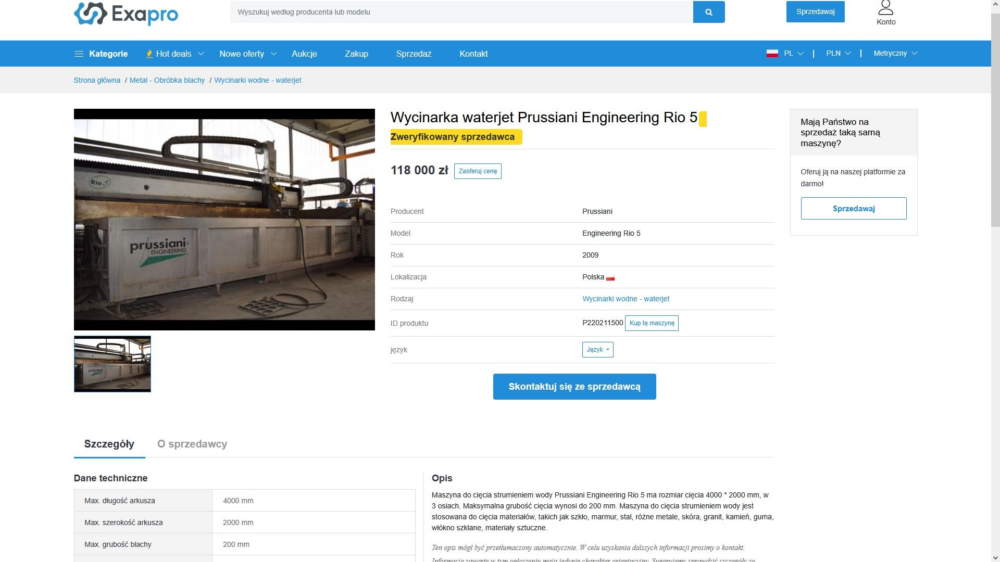 Exapro
Wyszukuj według producenta lub modelu
Sprzedawaj
Konto
Kategorie
Hot deals
Nowe oferty
Aukcje
Zakup
Sprzedaż
Kontakt
PL
|
PLN
|
Metryczny
Strona główna / Metal - Obróbka blachy / Wycinarki wodne - waterjet
Rio 5
prussiani
ENGINEERING
prussiani
Wycinarka waterjet Prussiani Engineering Rio 5
Zweryfikowany sprzedawca
118 000 zł
Zaoferuj cenę
Producent Prussiani
Model Engineering Rio 5
Rok 2009
Lokalizacja Polska
Rodzaj Wycinarki wodne - waterjet
ID produktu P220211500 Kup tę maszynę
język Język
Skontaktuj się ze sprzedawcą
Mają Państwo na
sprzedaż taką samą
maszynę?
Oferuj ją na naszej platformie za
darmo!
Sprzedawaj
Szczegóły
O sprzedawcy
Dane techniczne
Max. długość arkusza 4000 mm
Max. szerokość arkusza 2000 mm
Max. grubość blachy 200 mm
Opis
Maszyna do cięcia strumieniem wody Prussiani Engineering Rio 5 ma rozmiar cięcia 4000 * 2000 mm, w
3 osiach. Maksymalna grubość cięcia wynosi do 200 mm. Maszyna do cięcia strumieniem wody jest
stosowana do cięcia materiałów, takich jak szkło, marmur, stal, różne metale, skóra, granit, kamień, guma,
włókno szklane, materiały sztuczne.
Ten opis mógł być przetłumaczony automatycznie. W celu uzyskania dalszych informacji prosimy o kontakt.
Informacje zawarte w tym ogłoszeniu mają jedynie charakter orientacyjny. Sugerujemy sprawdzić szczegóły ze